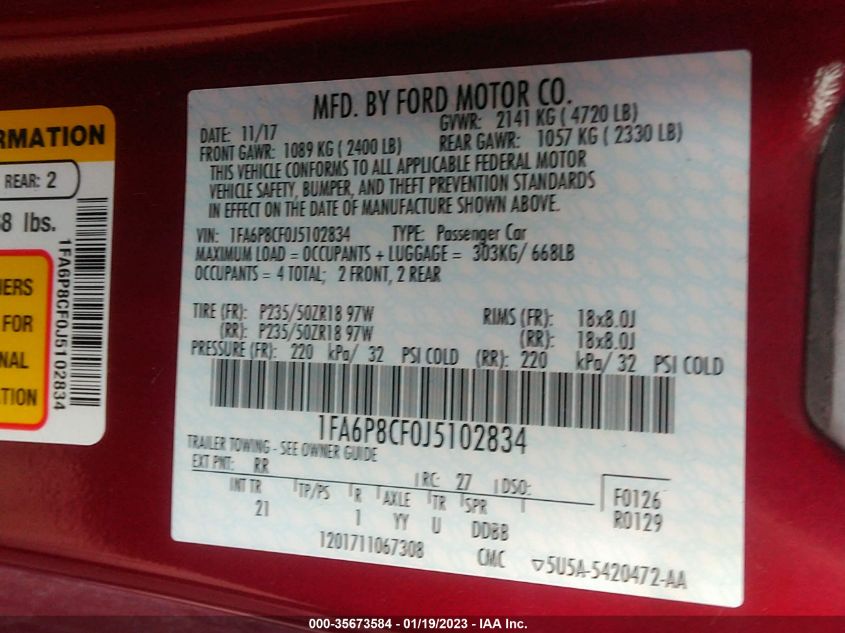 RMATION
REAR: 2
8 lbs.
IERS
FOR
NAL
TION
1FA6P8CF0J5102834
MFD. BY FORD MOTOR CO.
DATE: 11/17 GVWR: 2141 KG ( 4720 LB)
FRONT GAWR: 1089 KG ( 2400 LB) REAR GAWR: 1057 KG ( 2330 LB)
THIS VEHICLE CONFORMS TO ALL APPLICABLE FEDERAL MOTOR
VEHICLE SAFETY, BUMPER, AND THEFT PREVENTION STANDARDS
IN EFFECT ON THE DATE OF MANUFACTURE SHOWN ABOVE.
VIN: 1FA6P8CF0J5102834 TYPE: Passenger Car
MAXIMUM LOAD = OCCUPANTS + LUGGAGE = 303KG/ 668LB
OCCUPANTS = 4 TOTAL; 2 FRONT, 2 REAR
TIRE (FR): P235/50ZR18 97W RIMS (FR): 18x8.0J
(RR): P235/50ZR18 97W (RR): 18x8.0J
PRESSURE (FR): 220 kPa/ 32 PSI COLD (RR): 220 kPa/ 32 PSI COLD
1FA6P8CF0J5102834
TRAILER TOWING - SEE OWNER GUIDE
EXT PNT: RR RC: 27 DSO: F0126
INT TR TP/PS R AXLE TR SPR R0129
21 1 YY U DDBB
1201711067308 CMC ▽5U5A-5420472-AA
000-35673584 - 01/19/2023 - IAA Inc.